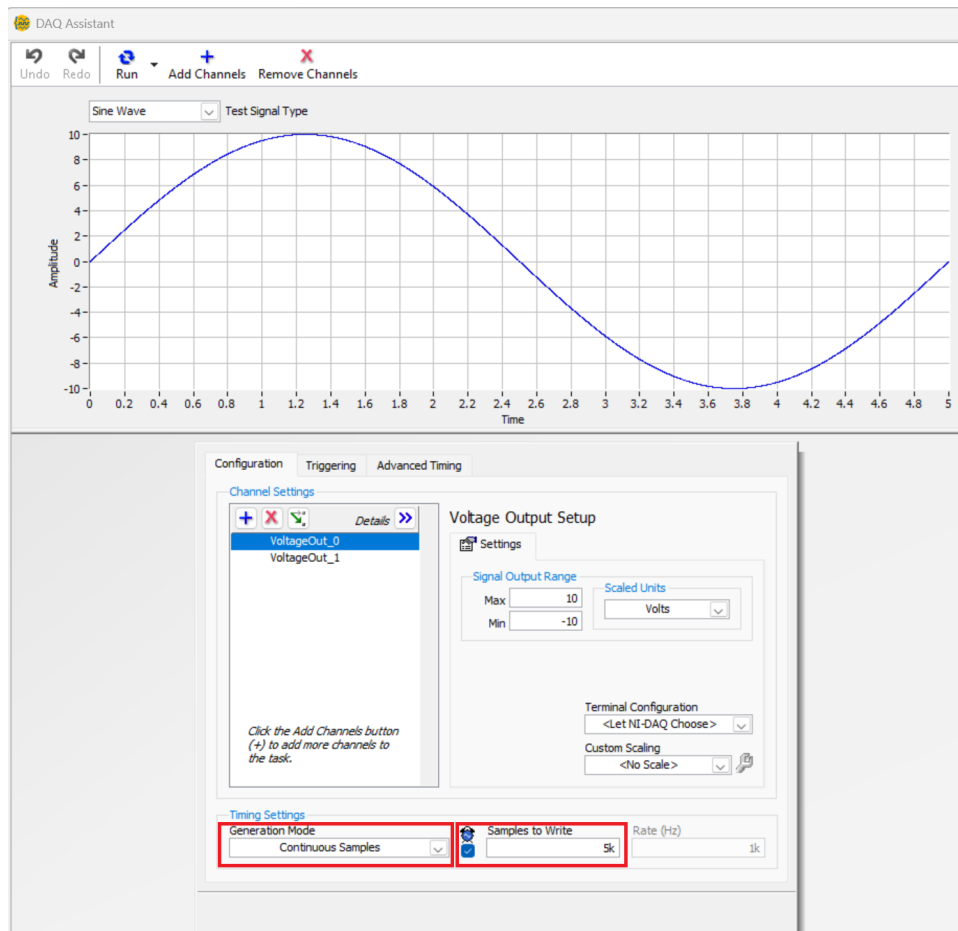 DAQ Assistant
Undo Redo Run Add Channels Remove Channels
Sine Wave Test Signal Type
10
8
6
4
2
0
-2
-4
-6
-8
-10
Amplitude
0 0.2 0.4 0.6 0.8 1 1.2 1.4 1.6 1.8 2 2.2 2.4 2.6 2.8 3 3.2 3.4 3.6 3.8 4 4.2 4.4 4.6 4.8 5
Time
Configuration Triggering Advanced Timing
Channel Settings
Details
VoltageOut_0
VoltageOut_1
Click the Add Channels button
(+) to add more channels to
the task.
Voltage Output Setup
Settings
Signal Output Range
Max 10
Min -10
Scaled Units
Volts
Terminal Configuration
<Let NI-DAQ Choose>
Custom Scaling
<No Scale>
Timing Settings
Generation Mode Samples to Write Rate (Hz)
Continuous Samples 5k 1k